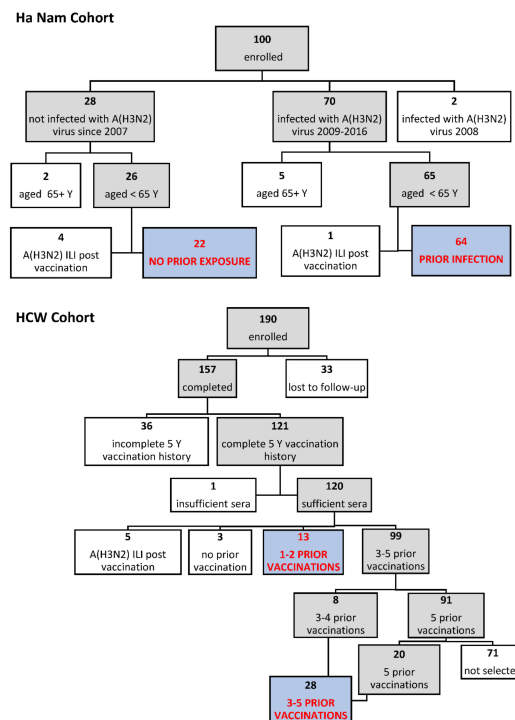 Ha Nam Cohort
100
enrolled
28
not infected with A(H3N2)
virus since 2007
70
infected with A(H3N2)
virus 2009-2016
2
infected with A(H3N2)
virus 2008
2
aged 65+ Y
26
aged < 65 Y
5
aged 65+ Y
65
aged < 65 Y
4
A(H3N2) ILI post
vaccination
22
NO PRIOR EXPOSURE
1
A(H3N2) ILI post
vaccination
64
PRIOR INFECTION
HCW Cohort
190
enrolled
157
completed
33
lost to follow-up
36
incomplete 5 Y
vaccination history
121
complete 5 Y vaccination
history
1
insufficient sera
120
sufficient sera
5
A(H3N2) ILI post
vaccination
3
no prior
vaccination
13
1-2 PRIOR
VACCINATIONS
99
3-5 prior
vaccinations
8
3-4 prior
vaccinations
91
5 prior
vaccinations
20
5 prior
vaccinations
71
not selecte
28
3-5 PRIOR
VACCINATIONS